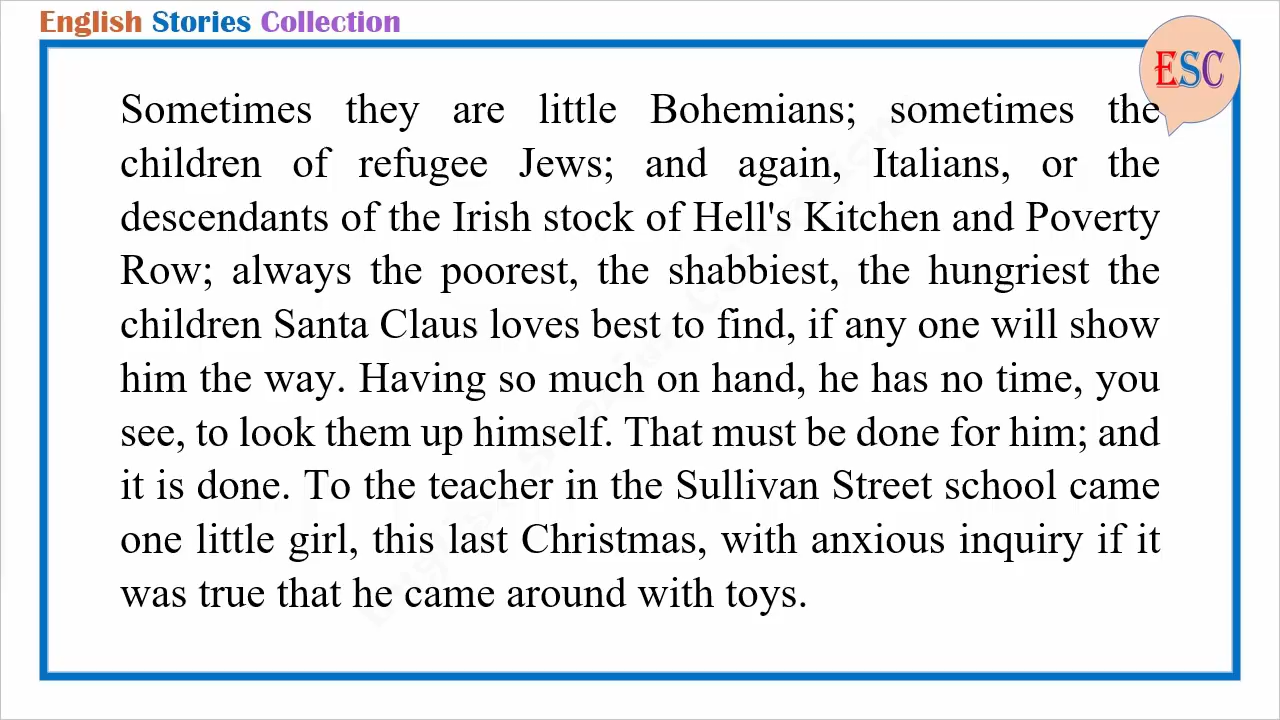 English Stories Collection
ESC
Sometimes they are little Bohemians; sometimes the
children of refugee Jews; and again, Italians, or the
descendants of the Irish stock of Hell's Kitchen and Poverty
Row; always the poorest, the shabbiest, the hungriest the
children Santa Claus loves best to find, if any one will show
him the way. Having so much on hand, he has no time, you
see, to look them up himself. That must be done for him; and
it is done. To the teacher in the Sullivan Street school came
one little girl, this last Christmas, with anxious inquiry if it
was true that he came around with toys.